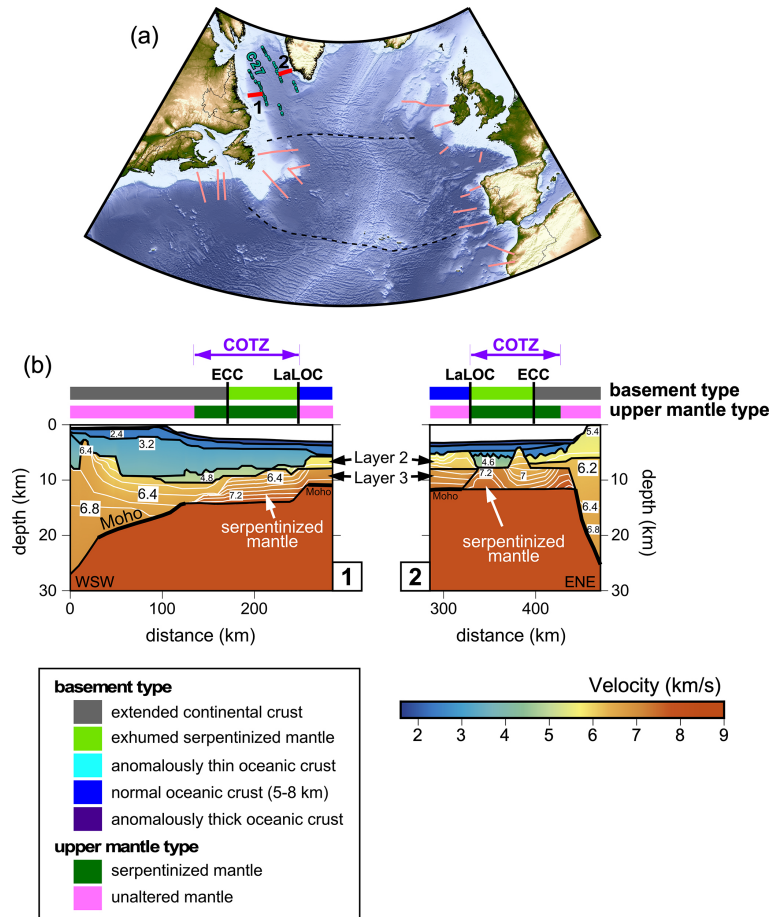 (a)
C27
2
1
(b)
COTZ
COTZ
ECC
LaLOC
LaLOC
ECC
basement type
upper mantle type
0
10
20
30
depth (km)
2.4
3.2
6.4
4.8
6.4
6.4
7.2
6.8
Moho
Moho
serpentinized
mantle
WSW
1
Layer 2
Layer 3
5.4
4.6
6.2
7.2
7
6.4
6.8
Moho
serpentinized
mantle
2
ENE
0
10
20
30
depth (km)
0
100
200
distance (km)
300
400
distance (km)
basement type
extended continental crust
exhumed serpentinized mantle
anomalously thin oceanic crust
normal oceanic crust (5-8 km)
anomalously thick oceanic crust
upper mantle type
serpentinized mantle
unaltered mantle
Velocity (km/s)
2 3 4 5 6 7 8 9